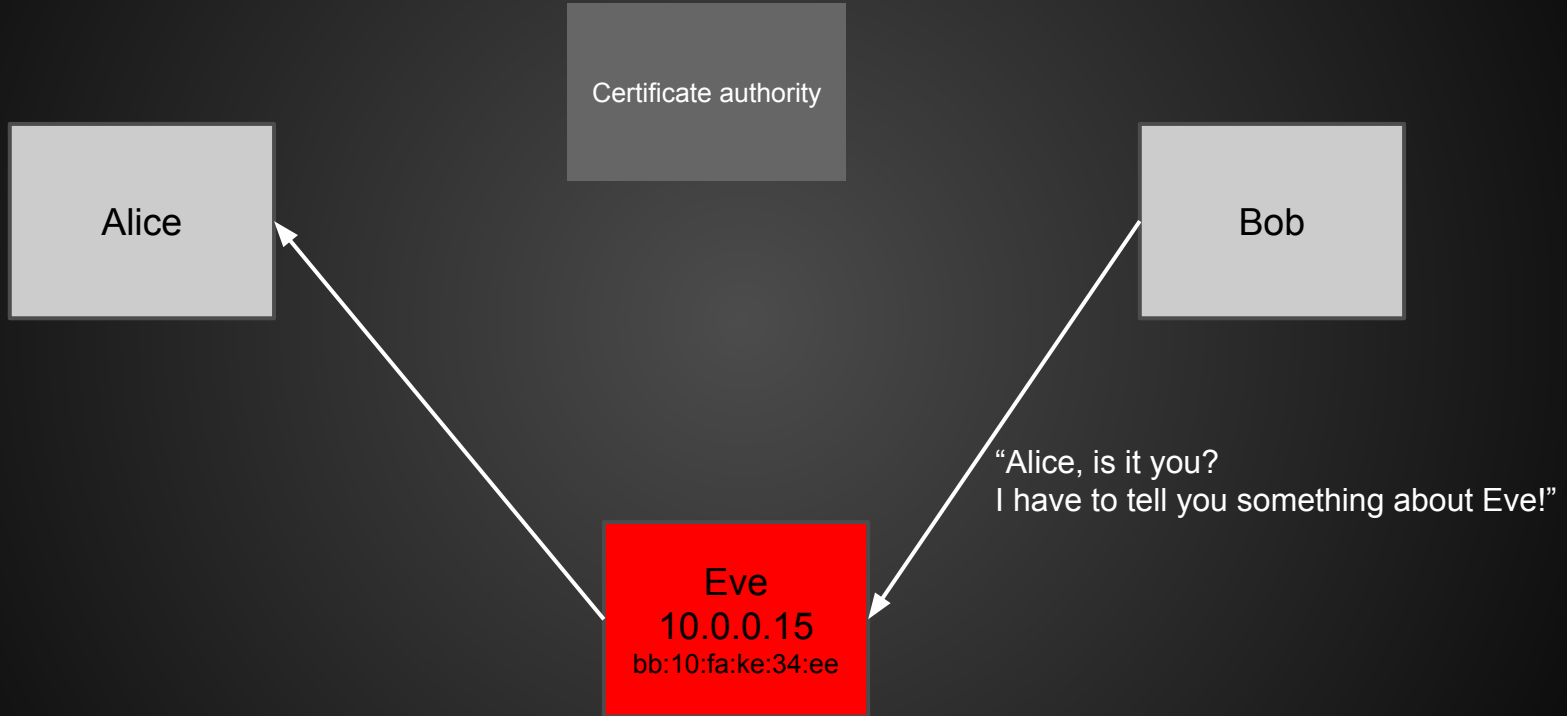 Certificate authority
Alice
Bob
“Alice, is it you?
I have to tell you something about Eve!”
Eve
10.0.0.15
bb:10:fa:ke:34:ee